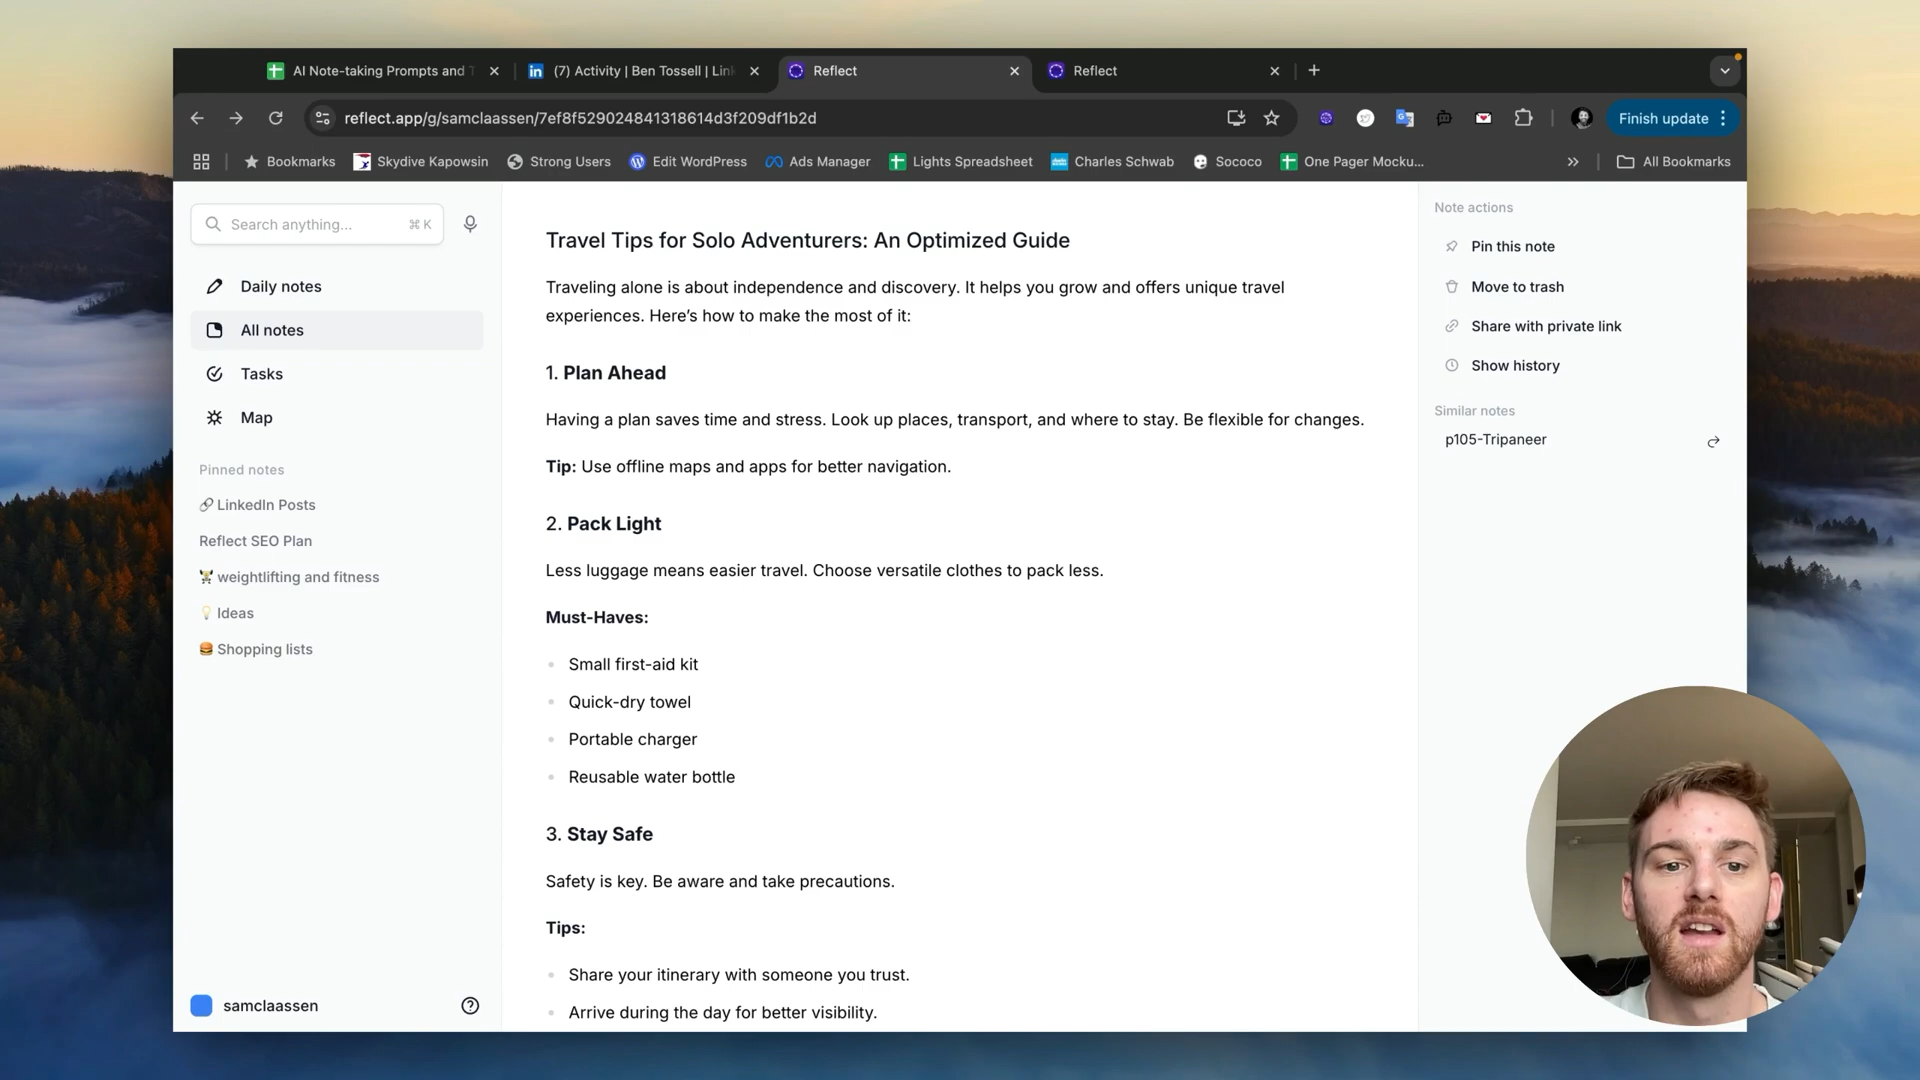 AI Note-taking Prompts and T
(7) Activity | Ben Tossell | Lin
Reflect
Reflect
reflect.app/g/samclaassen/7ef8f529024841318614d3f209df1b2d
Finish update
Bookmarks
Skydive Kapowsin
Strong Users
Edit WordPress
Ads Manager
Lights Spreadsheet
Charles Schwab
Sococo
One Pager Mocku...
All Bookmarks
Search anything...
⌘ K
Daily notes
All notes
Tasks
Map
Pinned notes
LinkedIn Posts
Reflect SEO Plan
weightlifting and fitness
Ideas
Shopping lists
samclaassen
Travel Tips for Solo Adventurers: An Optimized Guide
Traveling alone is about independence and discovery. It helps you grow and offers unique travel
experiences. Here’s how to make the most of it:
1. Plan Ahead
Having a plan saves time and stress. Look up places, transport, and where to stay. Be flexible for changes.
Tip: Use offline maps and apps for better navigation.
2. Pack Light
Less luggage means easier travel. Choose versatile clothes to pack less.
Must-Haves:
Small first-aid kit
Quick-dry towel
Portable charger
Reusable water bottle
3. Stay Safe
Safety is key. Be aware and take precautions.
Tips:
Share your itinerary with someone you trust.
Arrive during the day for better visibility.
Note actions
Pin this note
Move to trash
Share with private link
Show history
Similar notes
p105-Tripaneer